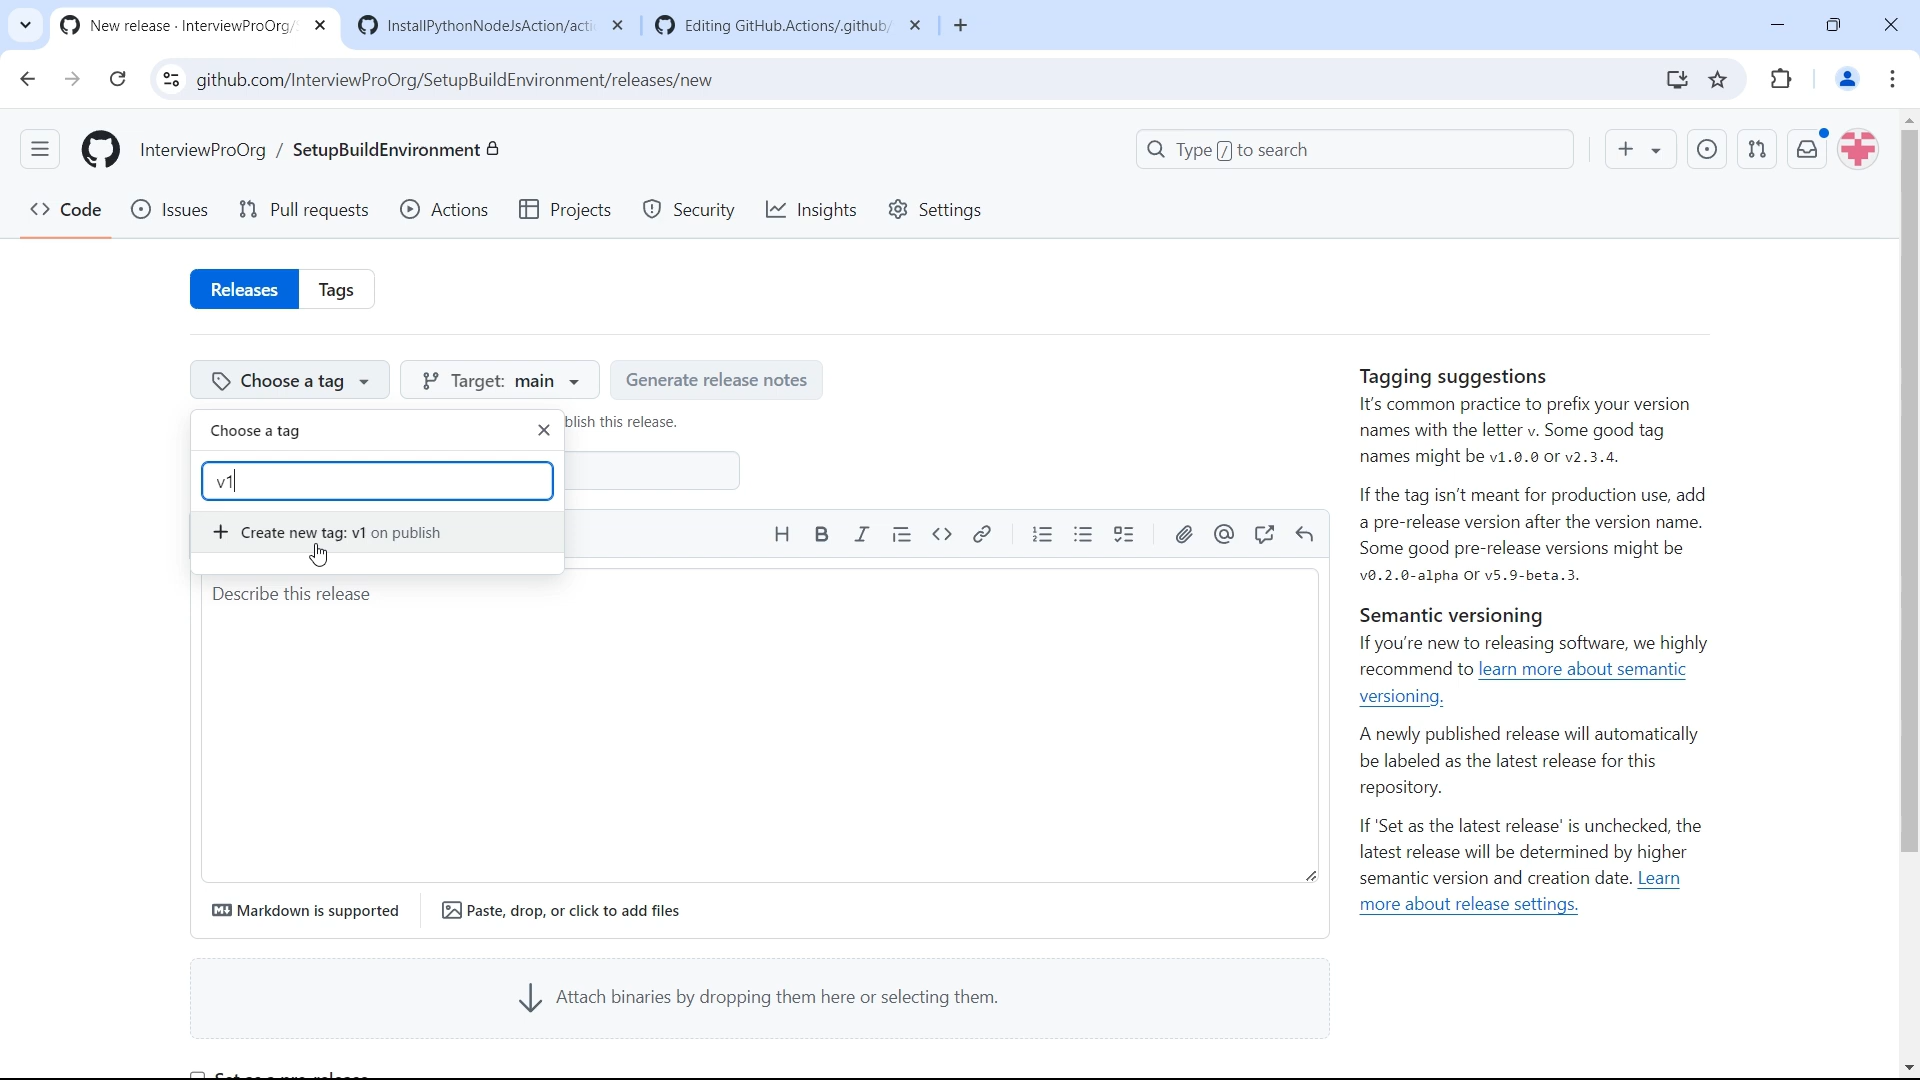 New release · InterviewProOrg/
InstallPythonNodeJsAction/acti
Editing GitHub.Actions/.github/
github.com/InterviewProOrg/SetupBuildEnvironment/releases/new
InterviewProOrg / SetupBuildEnvironment
Type / to search
Code Issues Pull requests Actions Projects Security Insights Settings
Releases Tags
Choose a tag
Target: main
Generate release notes
Choose a tag
blish this release.
v1
Create new tag: v1 on publish
Describe this release
Markdown is supported
Paste, drop, or click to add files
Attach binaries by dropping them here or selecting them.
Tagging suggestions
It's common practice to prefix your version
names with the letter v. Some good tag
names might be v1.0.0 or v2.3.4.
If the tag isn't meant for production use, add
a pre-release version after the version name.
Some good pre-release versions might be
v0.2.0-alpha or v5.9-beta.3.
Semantic versioning
If you're new to releasing software, we highly
recommend to learn more about semantic
versioning.
A newly published release will automatically
be labeled as the latest release for this
repository.
If 'Set as the latest release' is unchecked, the
latest release will be determined by higher
semantic version and creation date. Learn
more about release settings.